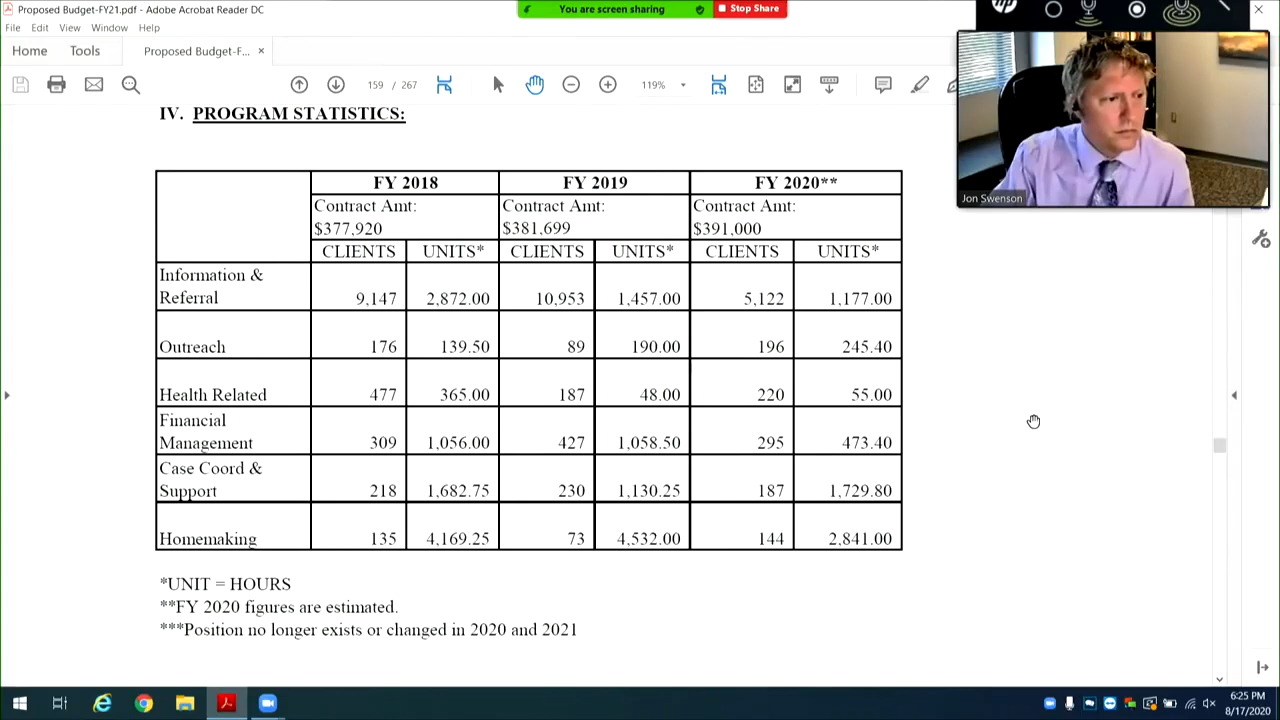 Proposed Budget-FY21.pdf - Adobe Acrobat Reader DC
You are screen sharing
Stop Share
File Edit View Window Help
Home Tools Proposed Budget-F... ×
159 / 267 119%
IV. PROGRAM STATISTICS:
FY 2018 FY 2019 FY 2020**
Contract Amt: Contract Amt: Contract Amt:
$377,920 $381,699 $391,000
CLIENTS UNITS* CLIENTS UNITS* CLIENTS UNITS*
Information &
Referral 9,147 2,872.00 10,953 1,457.00 5,122 1,177.00
Outreach 176 139.50 89 190.00 196 245.40
Health Related 477 365.00 187 48.00 220 55.00
Financial
Management 309 1,056.00 427 1,058.50 295 473.40
Case Coord &
Support 218 1,682.75 230 1,130.25 187 1,729.80
Homemaking 135 4,169.25 73 4,532.00 144 2,841.00
*UNIT = HOURS
**FY 2020 figures are estimated.
***Position no longer exists or changed in 2020 and 2021
Jon Swenson
hp
6:25 PM
8/17/2020